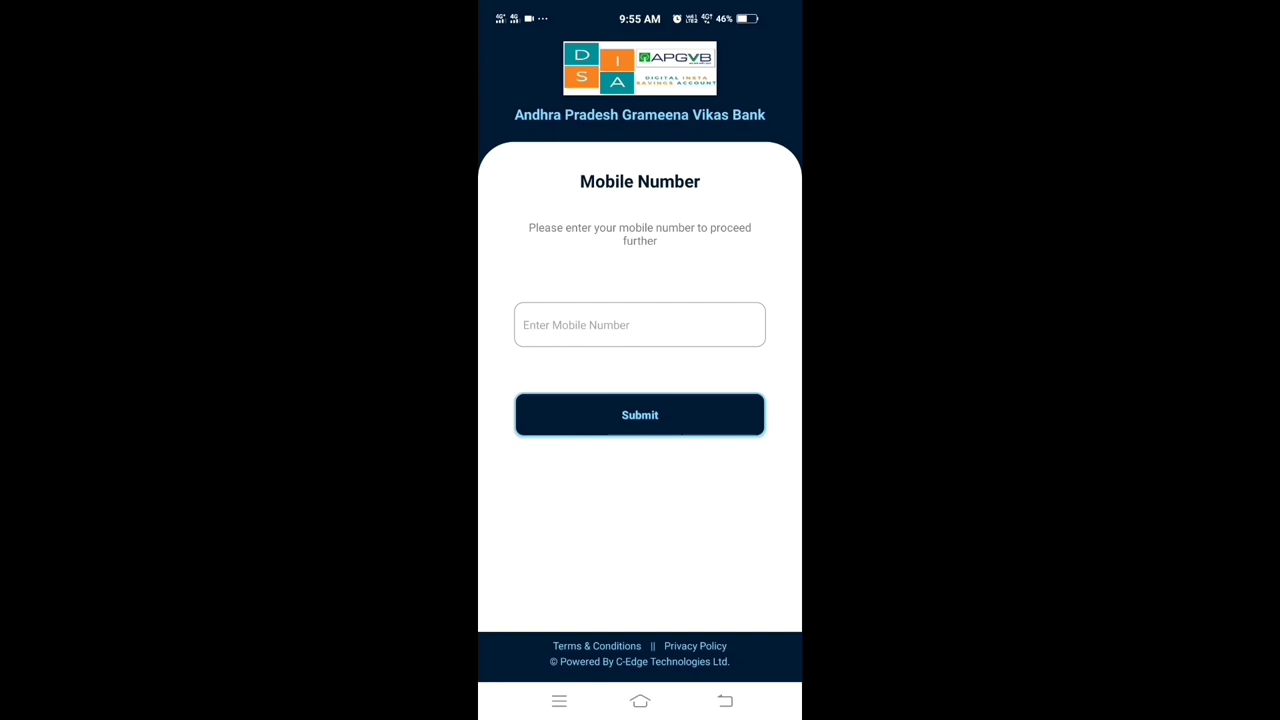 9:55 AM
46%
D
I
S
A
APGVB
DIGITAL INSTA
SAVINGS ACCOUNT
Andhra Pradesh Grameena Vikas Bank
Mobile Number
Please enter your mobile number to proceed
further
Enter Mobile Number
Submit
Terms & Conditions || Privacy Policy
© Powered By C-Edge Technologies Ltd.